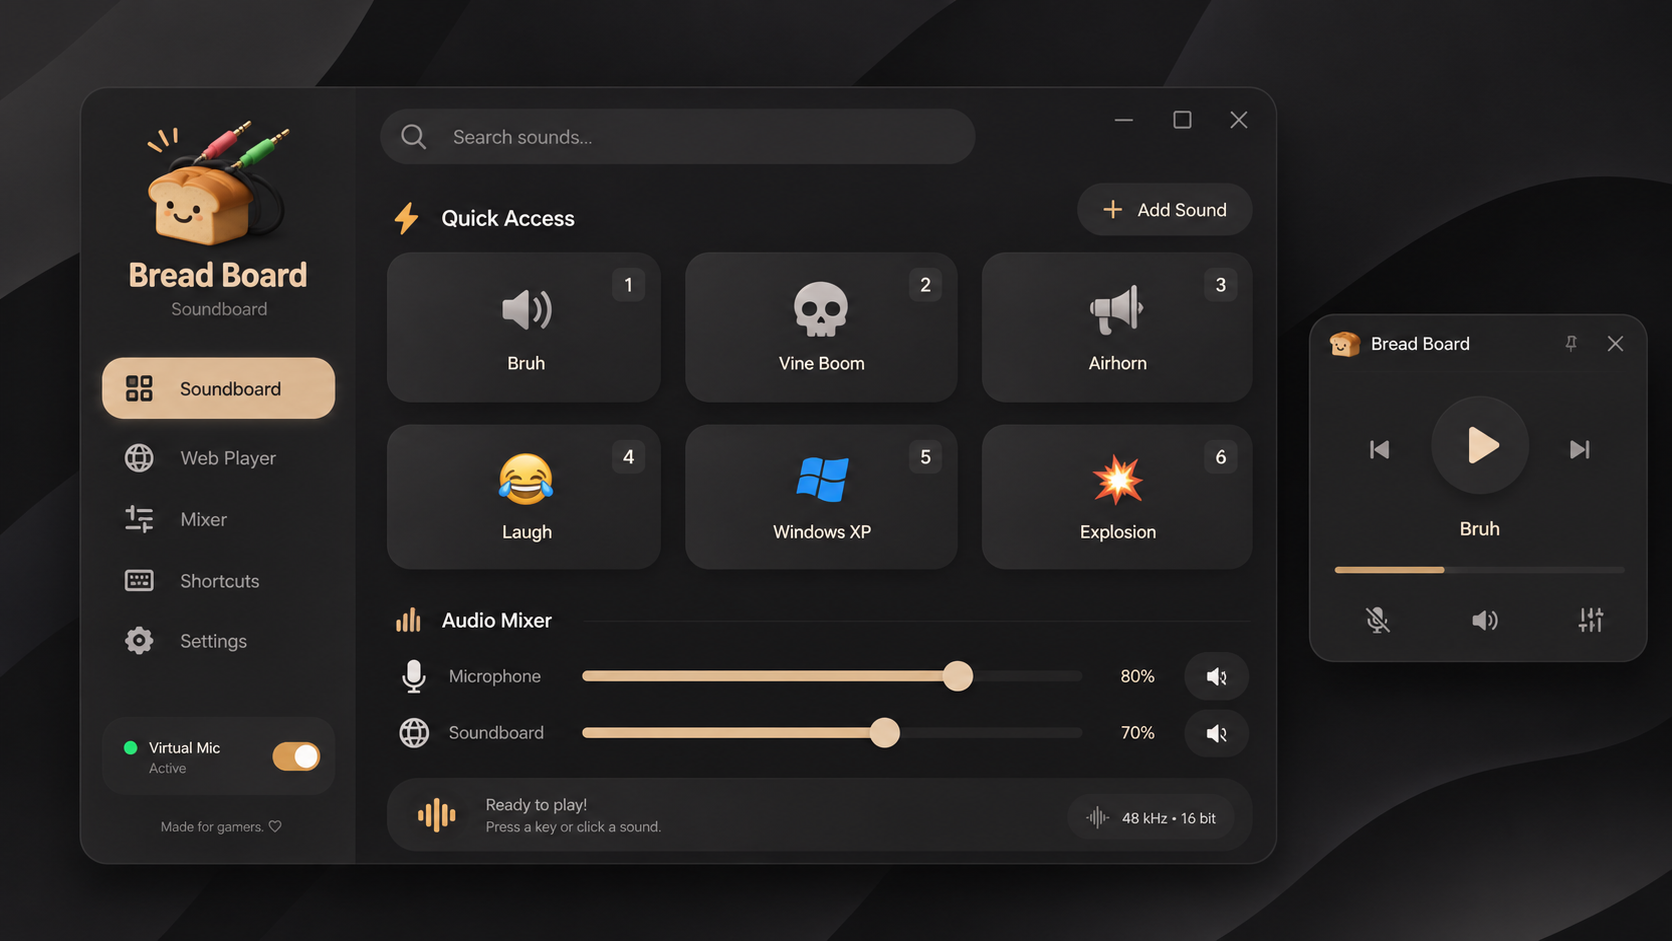 Bread Board
Soundboard
Soundboard
Web Player
Mixer
Shortcuts
Settings
Virtual Mic
Active
Made for gamers.
Search sounds...
Quick Access
Add Sound
1
Bruh
2
Vine Boom
3
Airhorn
4
Laugh
5
Windows XP
6
Explosion
Audio Mixer
Microphone
80%
Soundboard
70%
Ready to play!
Press a key or click a sound.
48 kHz • 16 bit
Bread Board
Bruh